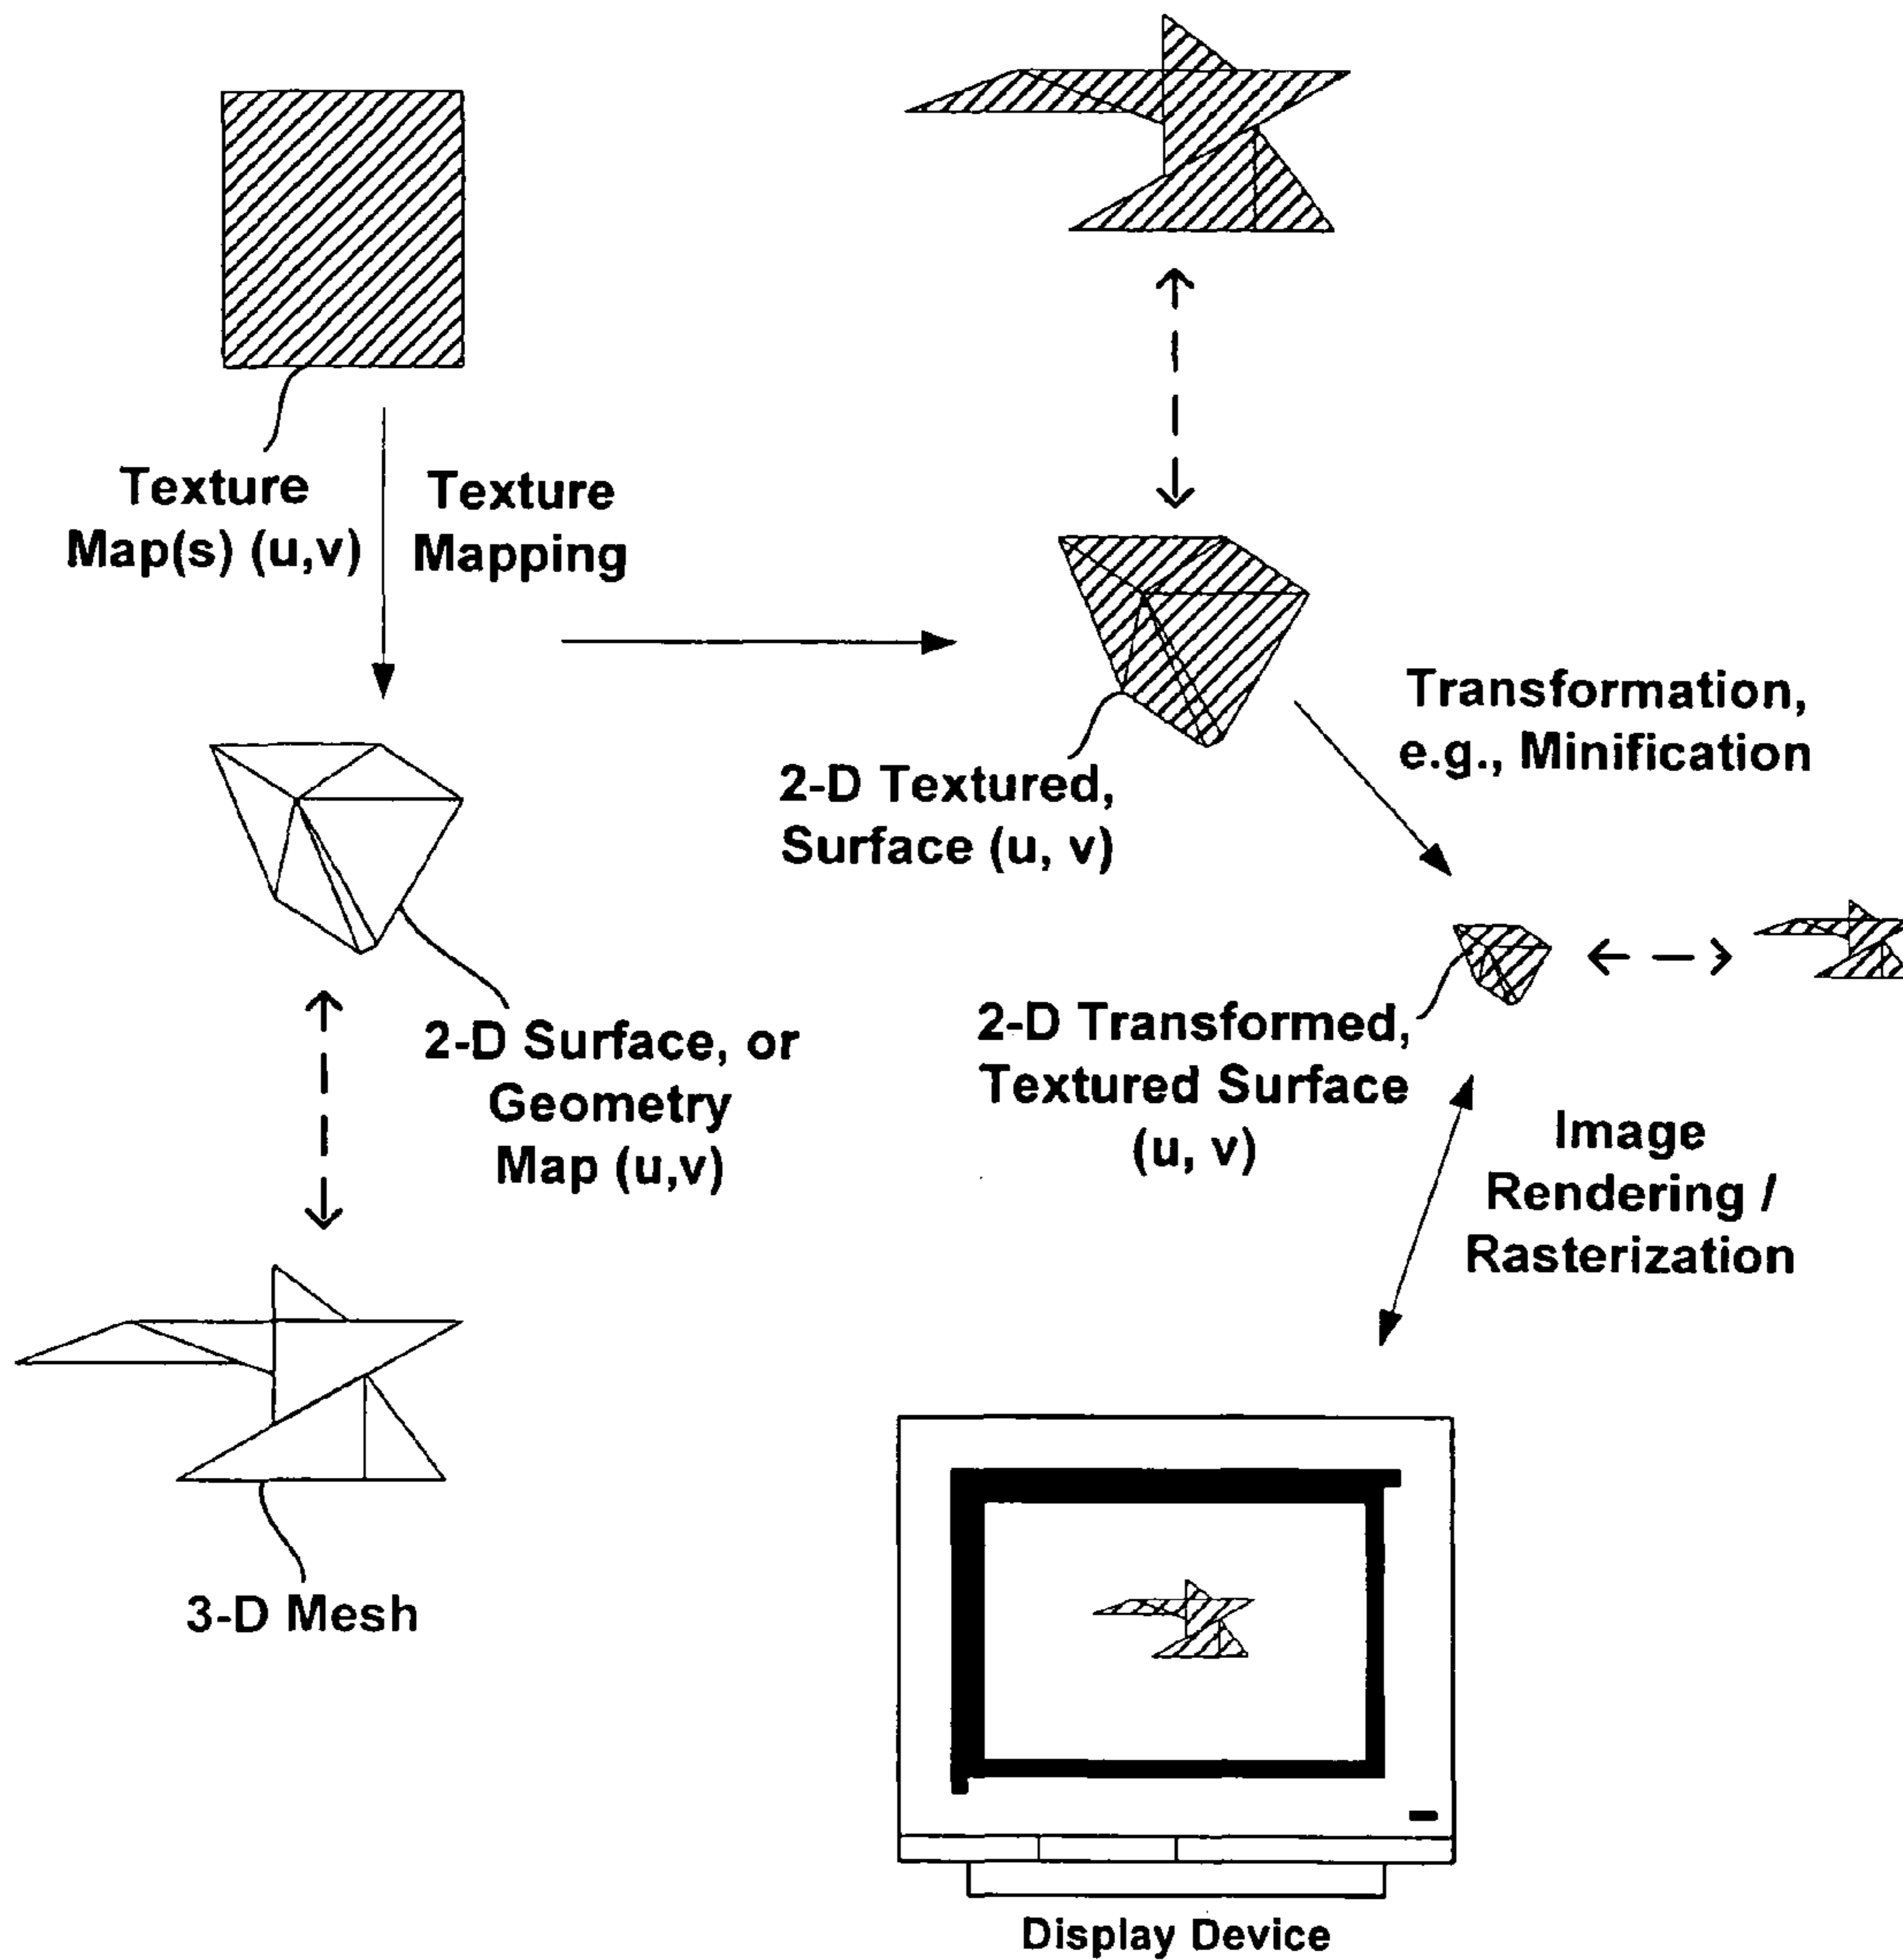 Texture
Map(s) (u,v)
Texture
Mapping
2-D Textured,
Surface (u, v)
Transformation,
e.g., Minification
2-D Surface, or
Geometry
Map (u,v)
2-D Transformed,
Textured Surface
(u, v)
Image
Rendering /
Rasterization
3-D Mesh
Display Device